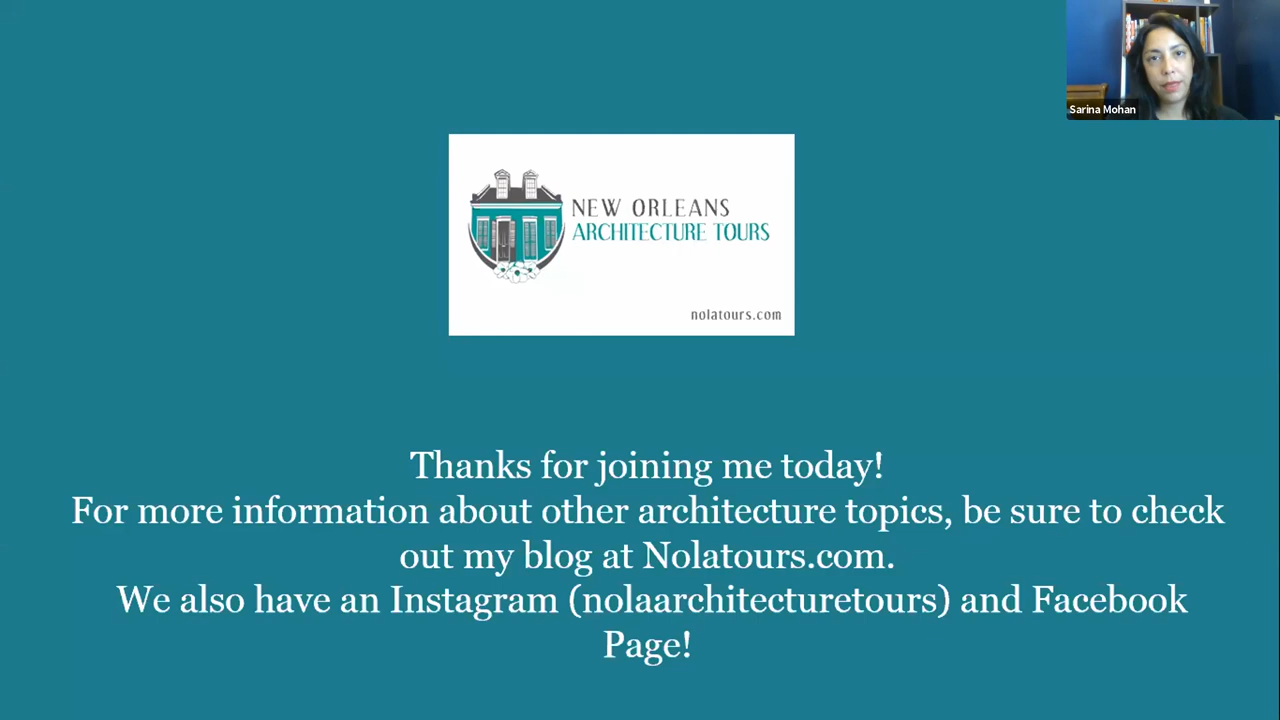 Sarina Mohan
NEW ORLEANS
ARCHITECTURE TOURS
nolatours.com
Thanks for joining me today!
For more information about other architecture topics, be sure to check
out my blog at Nolatours.com.
We also have an Instagram (nolaarchitecturetours) and Facebook
Page!